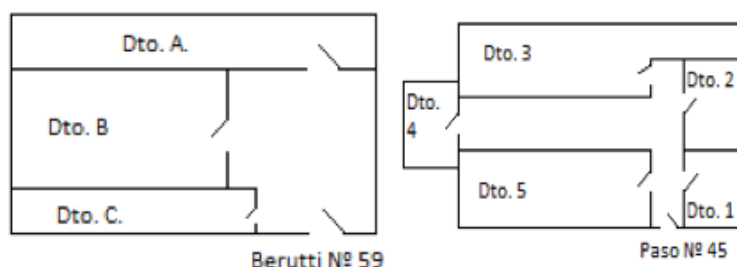 Dto. A.
Dto. B
Dto. C.
Berutti Nº 59
Dto. 3
Dto. 2
Dto.
4
Dto. 5
Dto. 1
Paso Nº 45